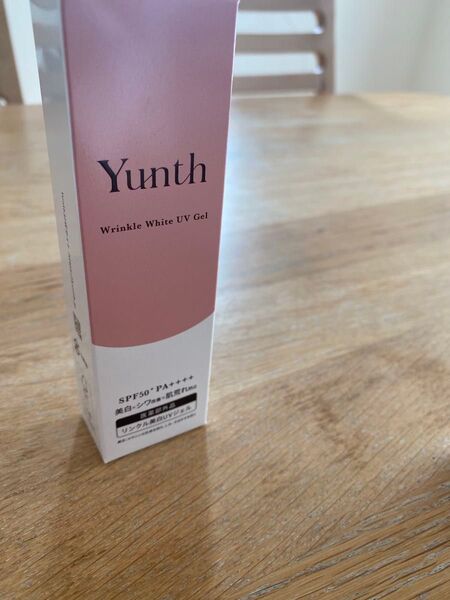 Yunth
Wrinkle White UV Gel
SPF50+ PA++++
美白×シワ改善×肌荒れ防止
医薬部外品
リンクル美白UVジェル